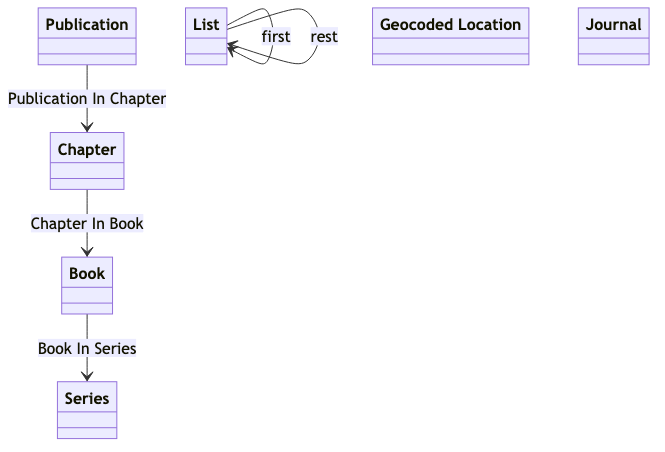 Publication
List
Geocoded Location
Journal
first
rest
Publication In Chapter
Chapter
Chapter In Book
Book
Book In Series
Series